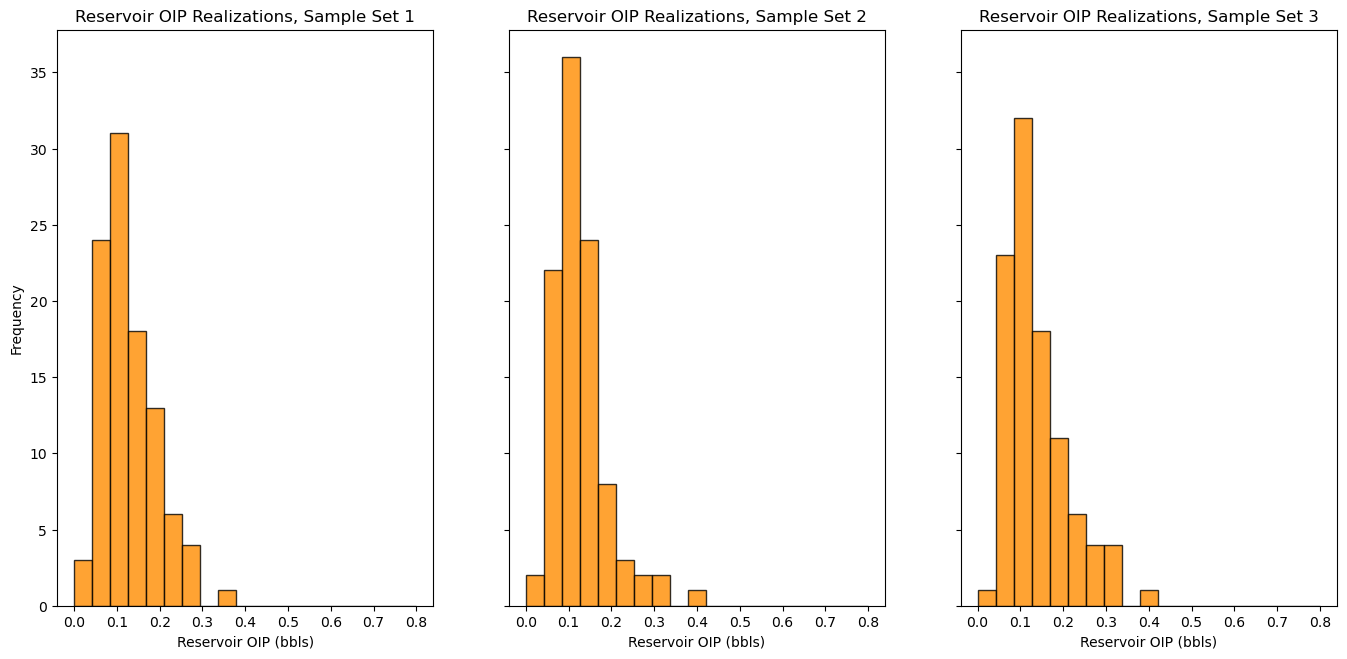 Reservoir OIP Realizations, Sample Set 1
35
30
25
20
15
10
5
0
Frequency
0.0 0.1 0.2 0.3 0.4 0.5 0.6 0.7 0.8
Reservoir OIP (bbls)
Reservoir OIP Realizations, Sample Set 2
0.0 0.1 0.2 0.3 0.4 0.5 0.6 0.7 0.8
Reservoir OIP (bbls)
Reservoir OIP Realizations, Sample Set 3
0.0 0.1 0.2 0.3 0.4 0.5 0.6 0.7 0.8
Reservoir OIP (bbls)